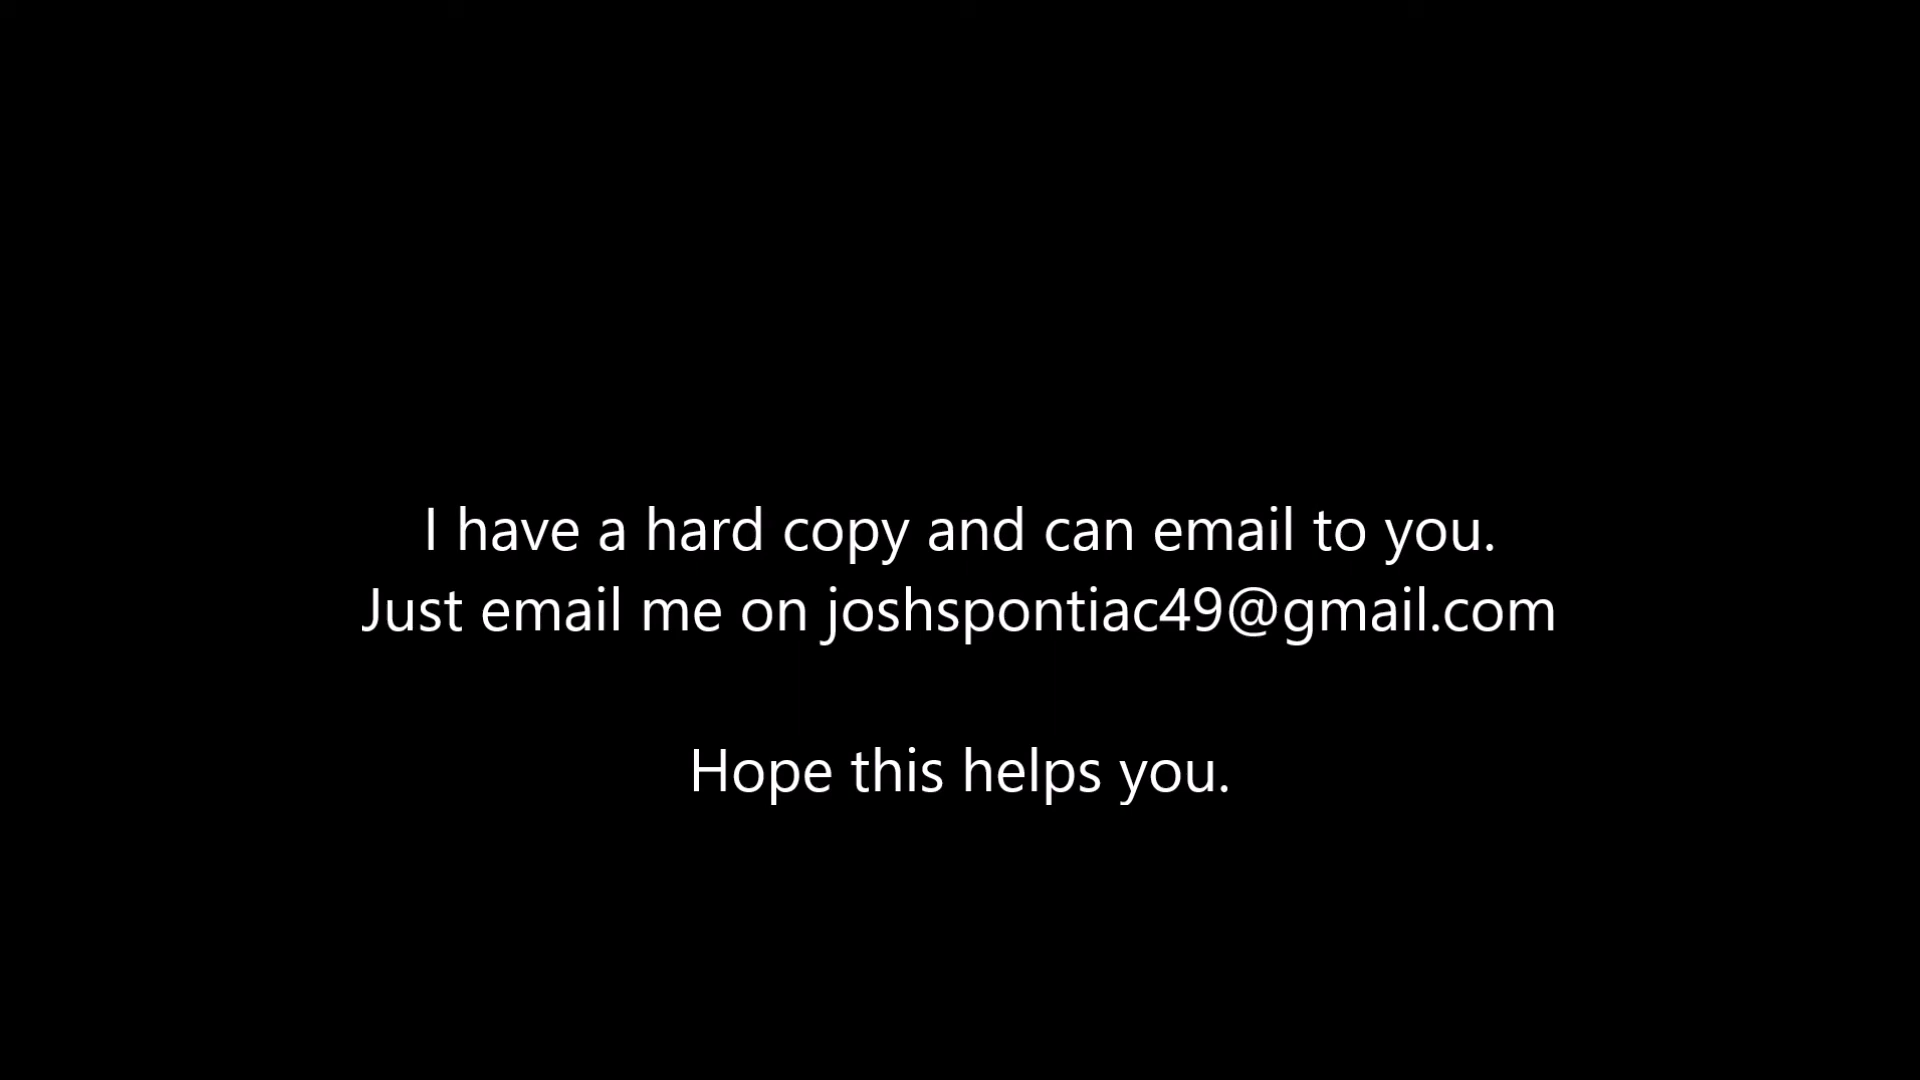 I have a hard copy and can email to you.
Just email me on joshspontiac49@gmail.com
Hope this helps you.